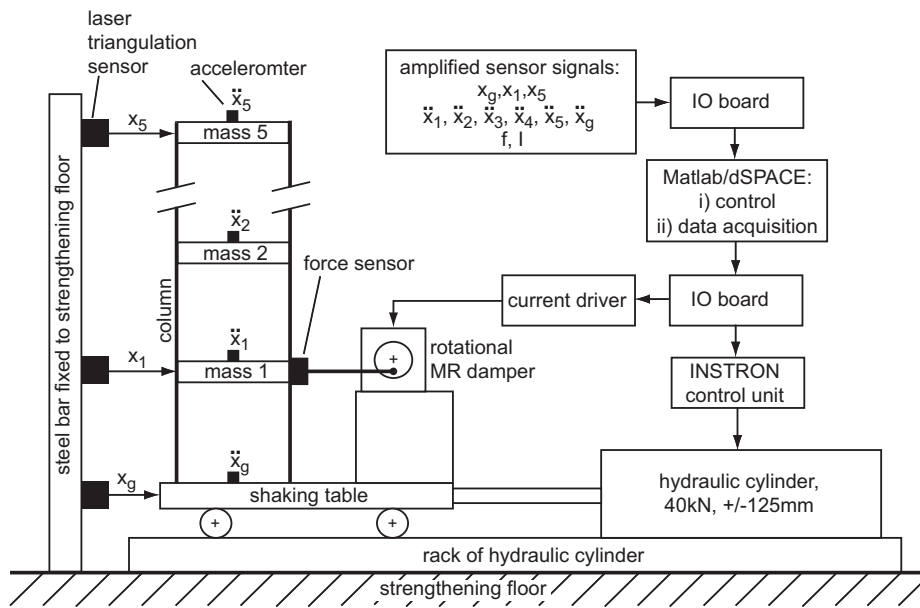 laser
triangulation
sensor
acceleromter
ẍ5
x5
mass 5
ẍ2
mass 2
force sensor
column
ẍ1
x1
mass 1
ẍg
xg
shaking table
steel bar fixed to strengthening floor
amplified sensor signals:
xg,x1,x5
ẍ1, ẍ2, ẍ3, ẍ4, ẍ5, ẍg
f, I
IO board
Matlab/dSPACE:
i) control
ii) data acquisition
current driver
IO board
rotational
MR damper
+
INSTRON
control unit
hydraulic cylinder,
40kN, +/-125mm
+
+
rack of hydraulic cylinder
strengthening floor